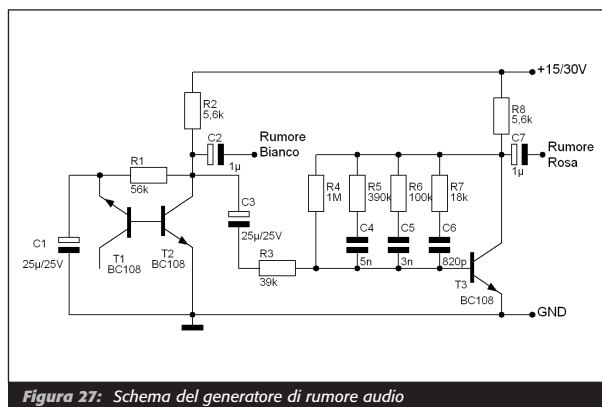 +15/30V
R2
5,6k
R8
5,6k
C2
Rumore
Bianco
1µ
C7
Rumore
Rosa
1µ
R1
56k
R4
1M
R5
390k
R6
100k
R7
18k
C3
25µ/25V
C1
25µ/25V
T1
BC108
T2
BC108
R3
39k
C4
5n
C5
3n
C6
820p
T3
BC108
GND
Figura 27: Schema del generatore di rumore audio